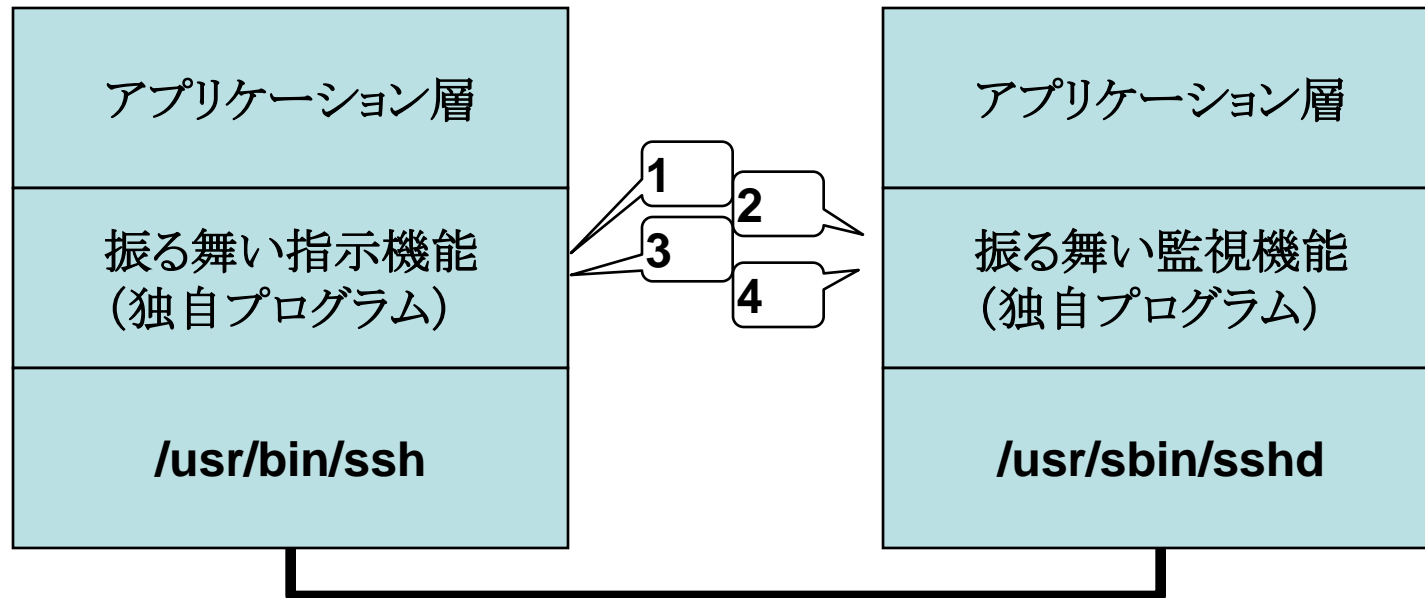 アプリケーション層
振る舞い指示機能
(独自プログラム)
/usr/bin/ssh
1
2
3
4
アプリケーション層
振る舞い監視機能
(独自プログラム)
/usr/sbin/sshd